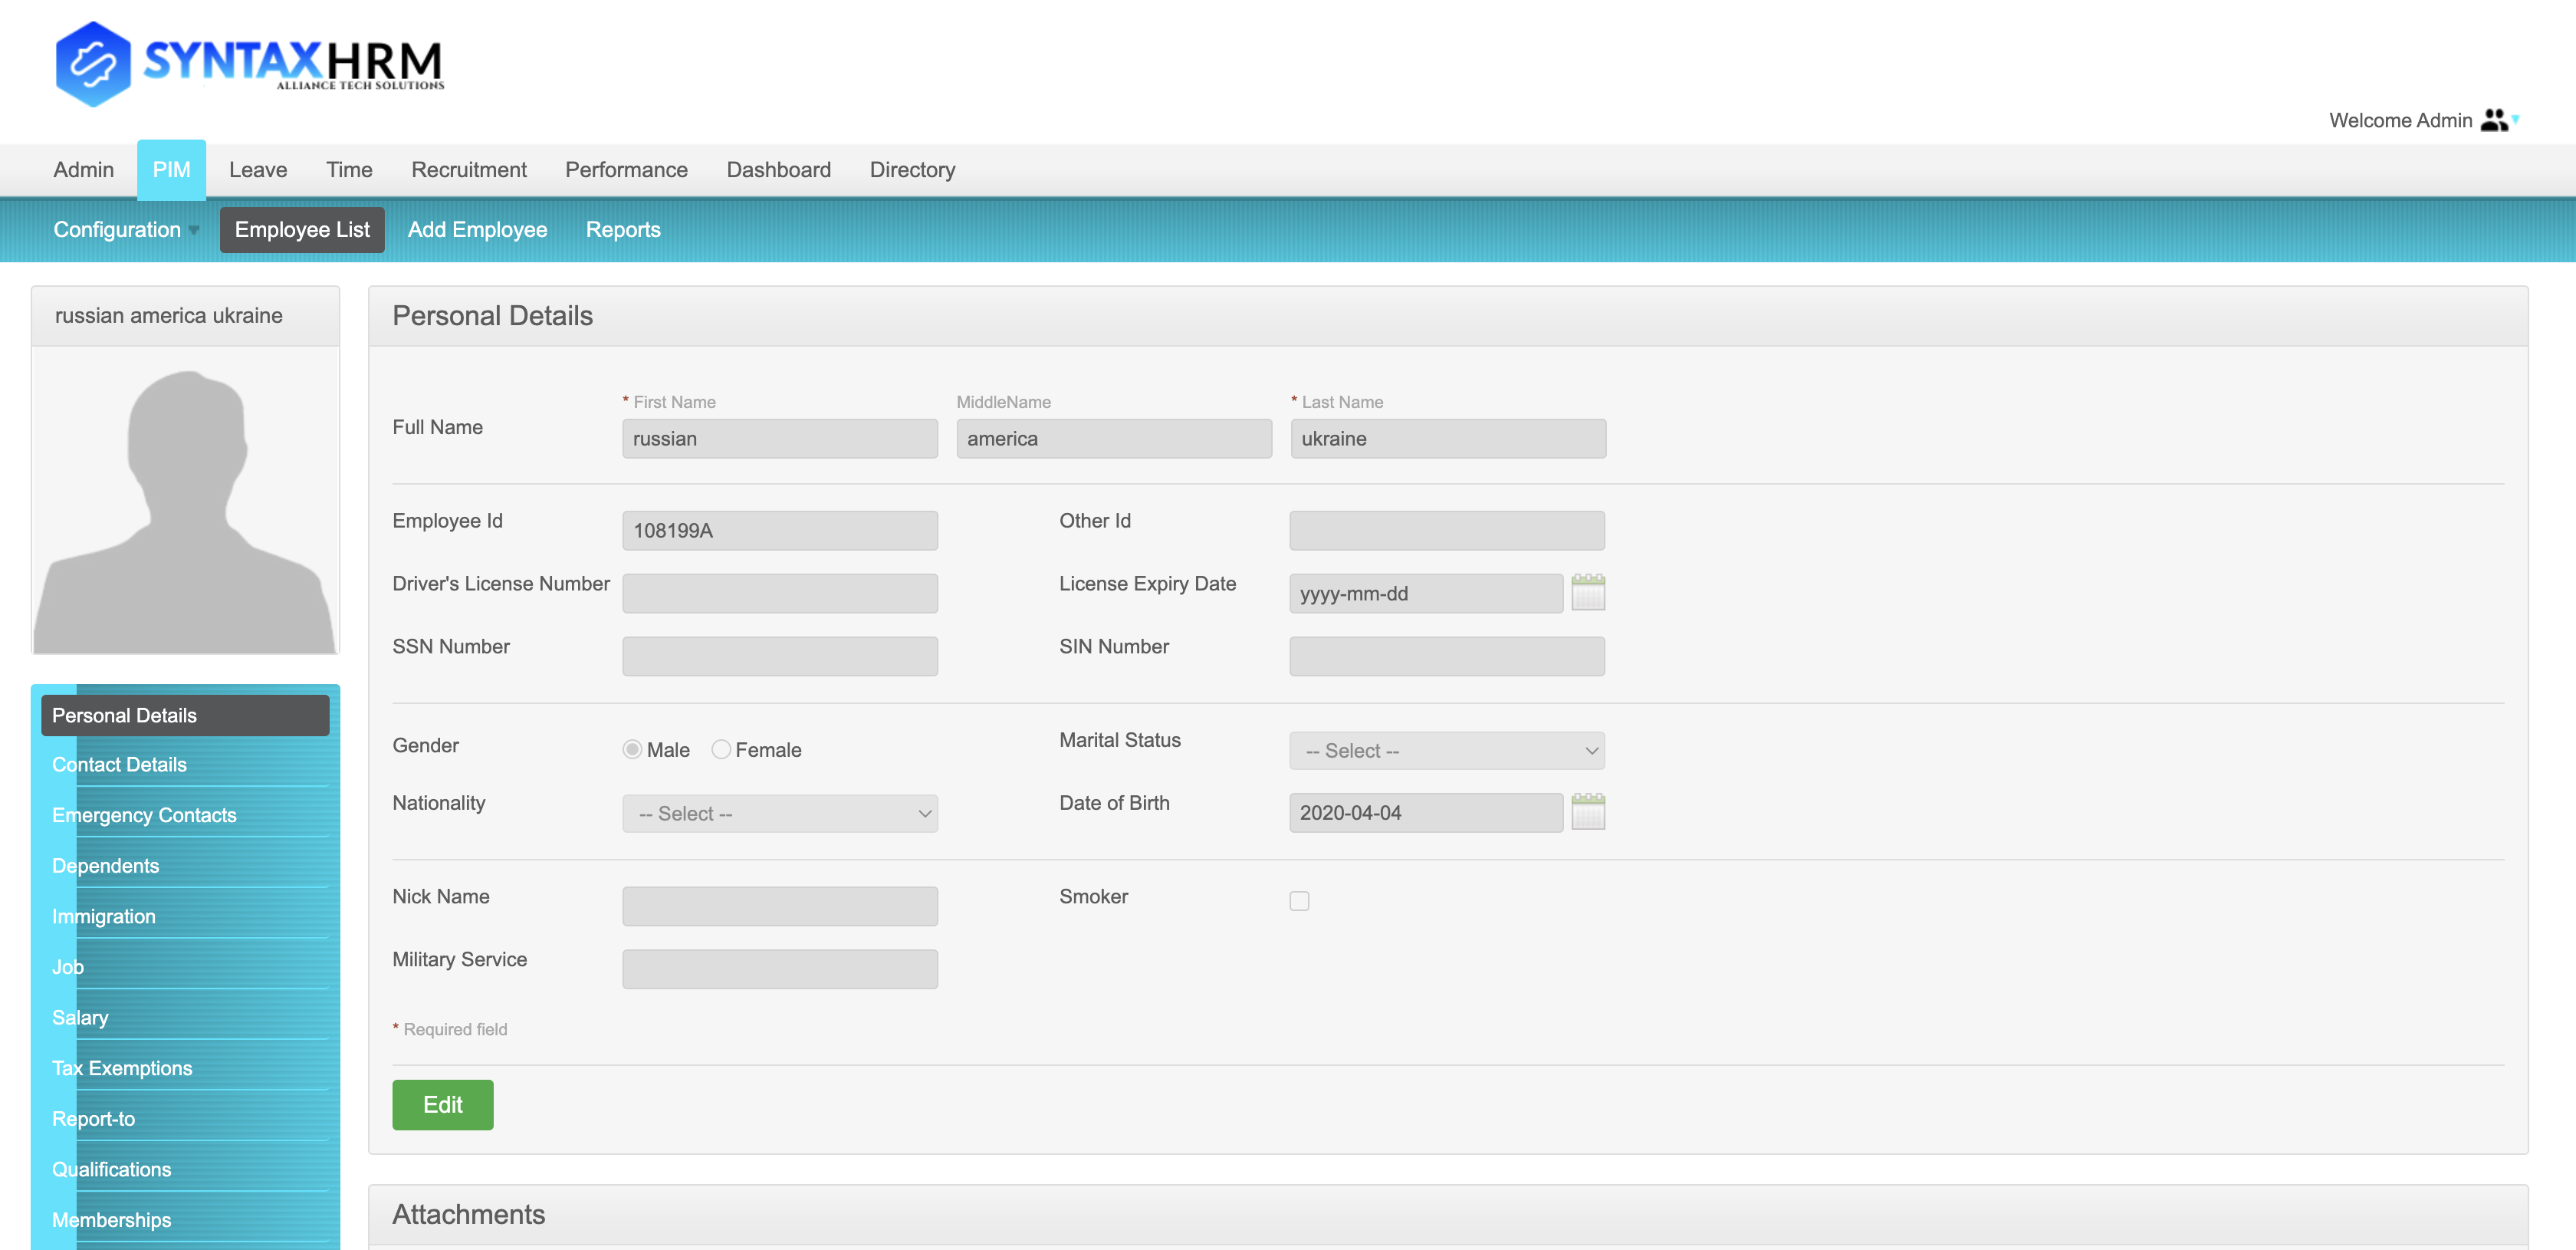 SYNTAXHRM
ALLIANCE TECH SOLUTIONS
Welcome Admin
Admin PIM Leave Time Recruitment Performance Dashboard Directory
Configuration Employee List Add Employee Reports
russian america ukraine
Personal Details
Contact Details
Emergency Contacts
Dependents
Immigration
Job
Salary
Tax Exemptions
Report-to
Qualifications
Memberships
Personal Details
* First Name MiddleName * Last Name
Full Name russian america ukraine
Employee Id 108199A Other Id
Driver's License Number License Expiry Date yyyy-mm-dd
SSN Number SIN Number
Gender Male Female Marital Status -- Select --
Nationality -- Select -- Date of Birth 2020-04-04
Nick Name Smoker
Military Service
* Required field
Edit
Attachments